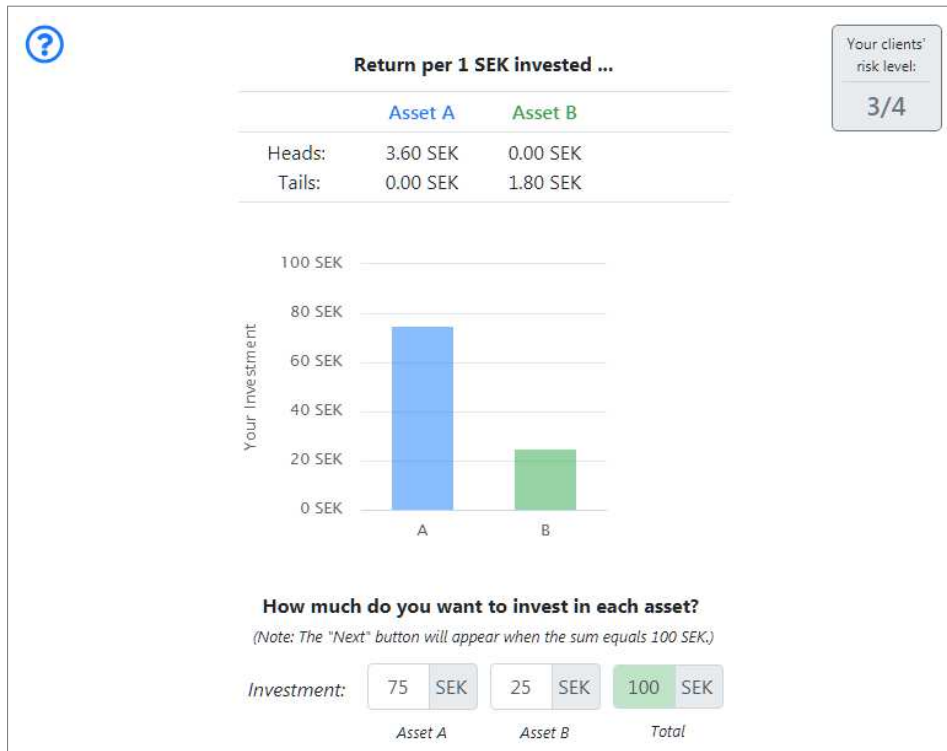 ?
Your clients'
risk level:
3/4
Return per 1 SEK invested ...
Asset A Asset B
Heads: 3.60 SEK 0.00 SEK
Tails: 0.00 SEK 1.80 SEK
100 SEK
80 SEK
60 SEK
40 SEK
20 SEK
0 SEK
Your Investment
A B
How much do you want to invest in each asset?
(Note: The "Next" button will appear when the sum equals 100 SEK.)
Investment: 75 SEK 25 SEK 100 SEK
Asset A Asset B Total